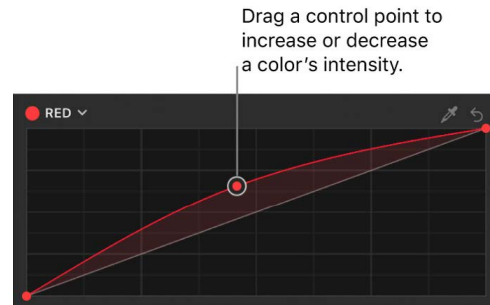 Drag a control point to
increase or decrease
a color's intensity.
RED